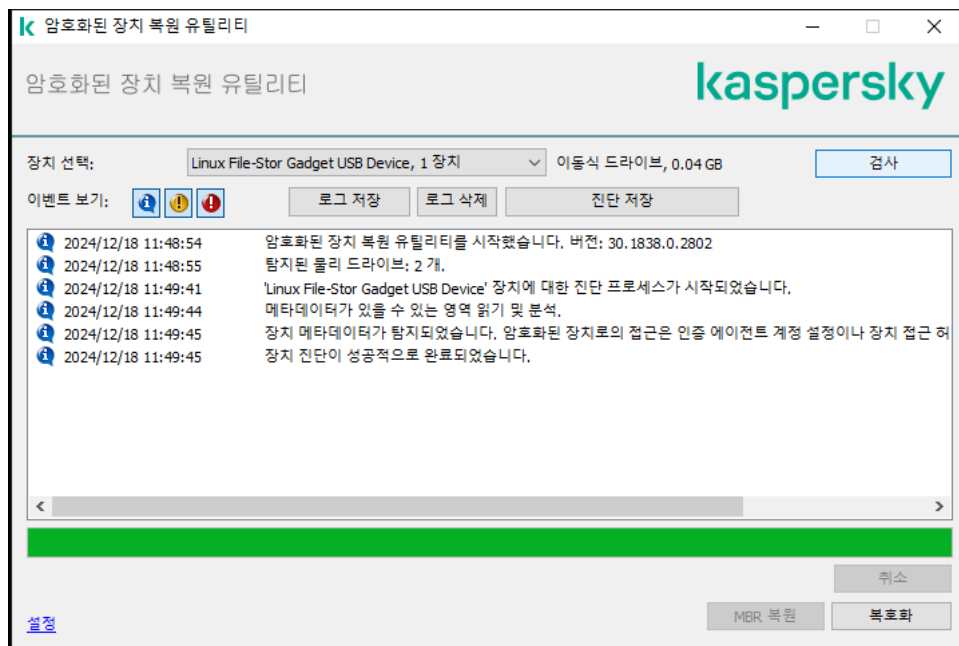 암호화된 장치 복원 유틸리티
암호화된 장치 복원 유틸리티
kaspersky
장치 선택: Linux File-Stor Gadget USB Device, 1 장치 이동식 드라이브, 0.04 GB 검사
이벤트 보기: 로그 저장 로그 삭제 진단 저장
2024/12/18 11:48:54 암호화된 장치 복원 유틸리티를 시작했습니다. 버전: 30.1838.0.2802
2024/12/18 11:48:55 탐지된 물리 드라이브: 2 개.
2024/12/18 11:49:41 'Linux File-Stor Gadget USB Device' 장치에 대한 진단 프로세스가 시작되었습니다.
2024/12/18 11:49:44 메타데이터가 있을 수 있는 영역 읽기 및 분석.
2024/12/18 11:49:45 장치 메타데이터가 탐지되었습니다. 암호화된 장치로의 접근은 인증 에이전트 계정 설정이나 장치 접근 허
2024/12/18 11:49:45 장치 진단이 성공적으로 완료되었습니다.
취소
설정 MBR 복원 복호화